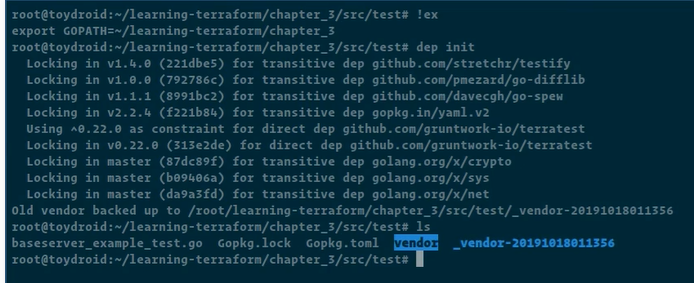 root@toydroid:~/learning-terraform/chapter_3/src/test# !ex
export GOPATH=~/learning-terraform/chapter_3
root@toydroid:~/learning-terraform/chapter_3/src/test# dep init
  Locking in v1.4.0 (221dbe5) for transitive dep github.com/stretchr/testify
  Locking in v1.0.0 (792786c) for transitive dep github.com/pmezard/go-difflib
  Locking in v1.1.1 (8991bc2) for transitive dep github.com/davecgh/go-spew
  Locking in v2.2.4 (f221b84) for transitive dep gopkg.in/yaml.v2
  Using ^0.22.0 as constraint for direct dep github.com/gruntwork-io/terratest
  Locking in v0.22.0 (313e2de) for direct dep github.com/gruntwork-io/terratest
  Locking in master (87dc89f) for transitive dep golang.org/x/crypto
  Locking in master (b09406a) for transitive dep golang.org/x/sys
  Locking in master (da9a3fd) for transitive dep golang.org/x/net
Old vendor backed up to /root/learning-terraform/chapter_3/src/test/_vendor-20191018011356
root@toydroid:~/learning-terraform/chapter_3/src/test# ls
baseserver_example_test.go  Gopkg.lock  Gopkg.toml  vendor  _vendor-20191018011356
root@toydroid:~/learning-terraform/chapter_3/src/test#